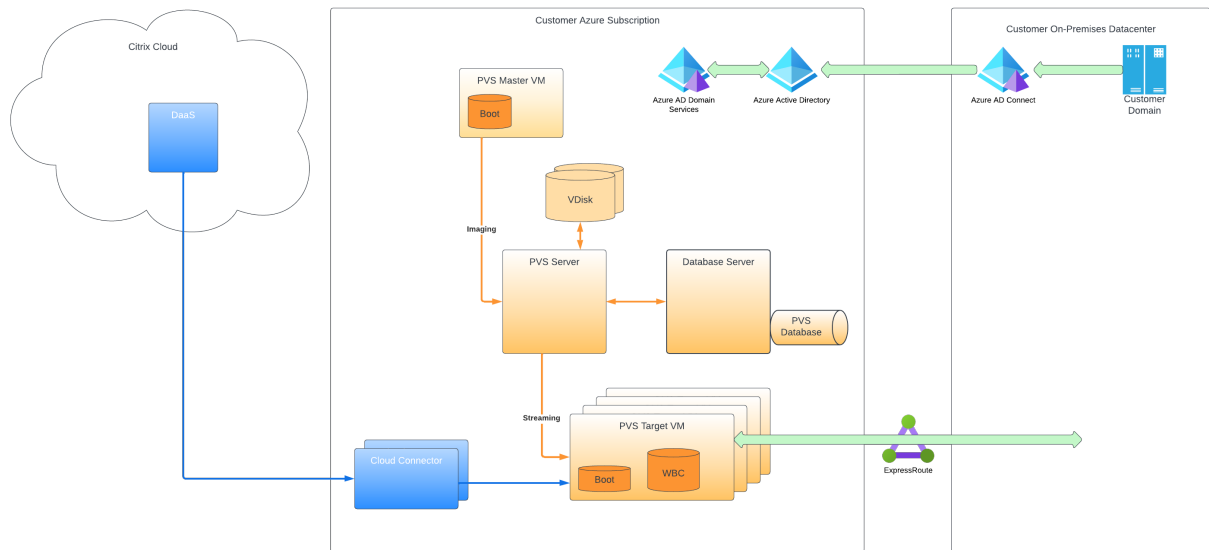 Customer Azure Subscription
Customer On-Premises Datacenter
Citrix Cloud
DaaS
PVS Master VM
Boot
Azure AD Domain
Services
Azure Active Directory
Azure AD Connect
Customer
Domain
VDisk
Imaging
PVS Server
Database Server
PVS
Database
Streaming
PVS Target VM
Boot
WBC
Cloud Connector
ExpressRoute